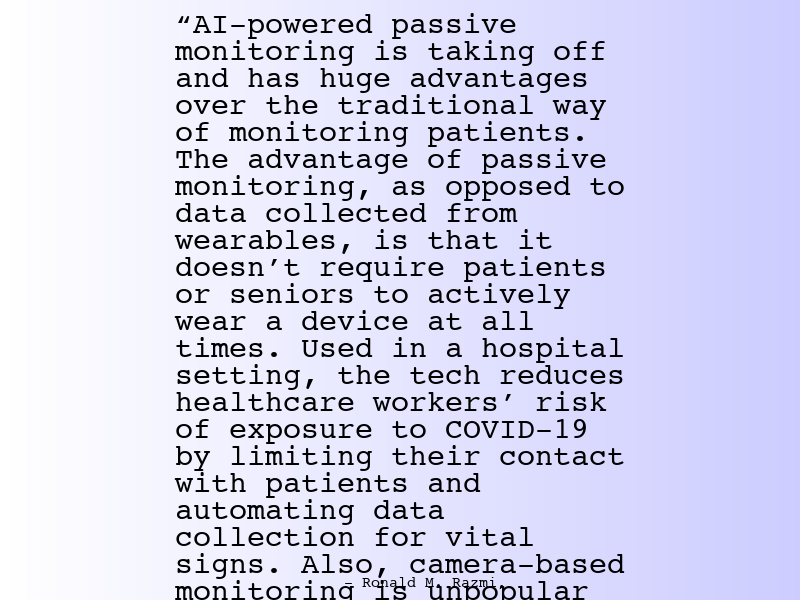 “AI-powered passive
monitoring is taking off
and has huge advantages
over the traditional way
of monitoring patients.
The advantage of passive
monitoring, as opposed to
data collected from
wearables, is that it
doesn’t require patients
or seniors to actively
wear a device at all
times. Used in a hospital
setting, the tech reduces
healthcare workers’ risk
of exposure to COVID-19
by limiting their contact
with patients and
automating data
collection for vital
signs. Also, camera-based
— Ronald M. Razmi,
monitoring is unpopular